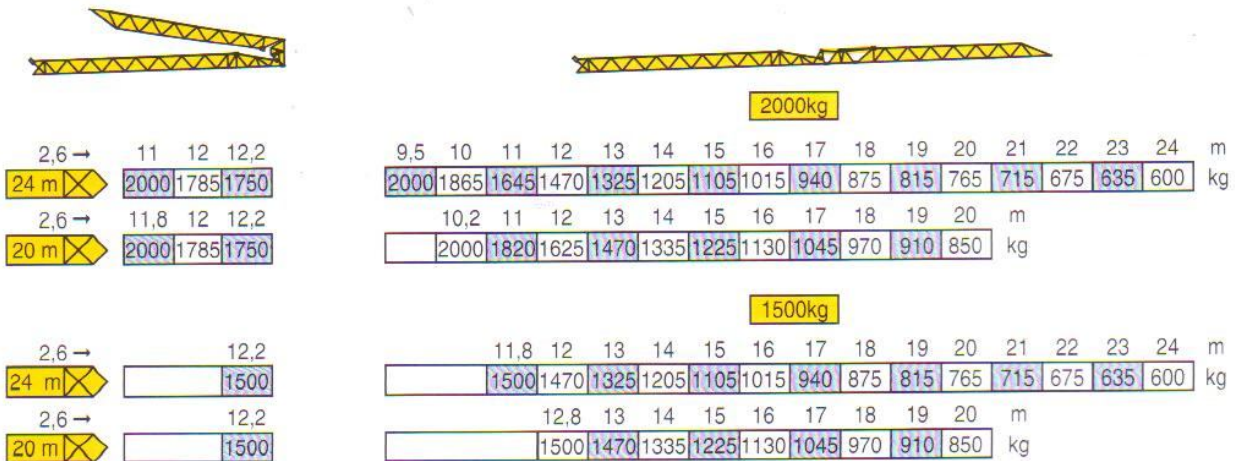 2000kg
2,6 → 11 12 12,2 9,5 10 11 12 13 14 15 16 17 18 19 20 21 22 23 24 m
24 m 2000 1785 1750 2000 1865 1645 1470 1325 1205 1105 1015 940 875 815 765 715 675 635 600 kg
2,6 → 11,8 12 12,2 10,2 11 12 13 14 15 16 17 18 19 20 m
20 m 2000 1785 1750 2000 1820 1625 1470 1335 1225 1130 1045 970 910 850 kg
1500kg
2,6 → 12,2 11,8 12 13 14 15 16 17 18 19 20 21 22 23 24 m
24 m 1500 1500 1470 1325 1205 1105 1015 940 875 815 765 715 675 635 600 kg
2,6 → 12,2 12,8 13 14 15 16 17 18 19 20 m
20 m 1500 1500 1470 1335 1225 1130 1045 970 910 850 kg